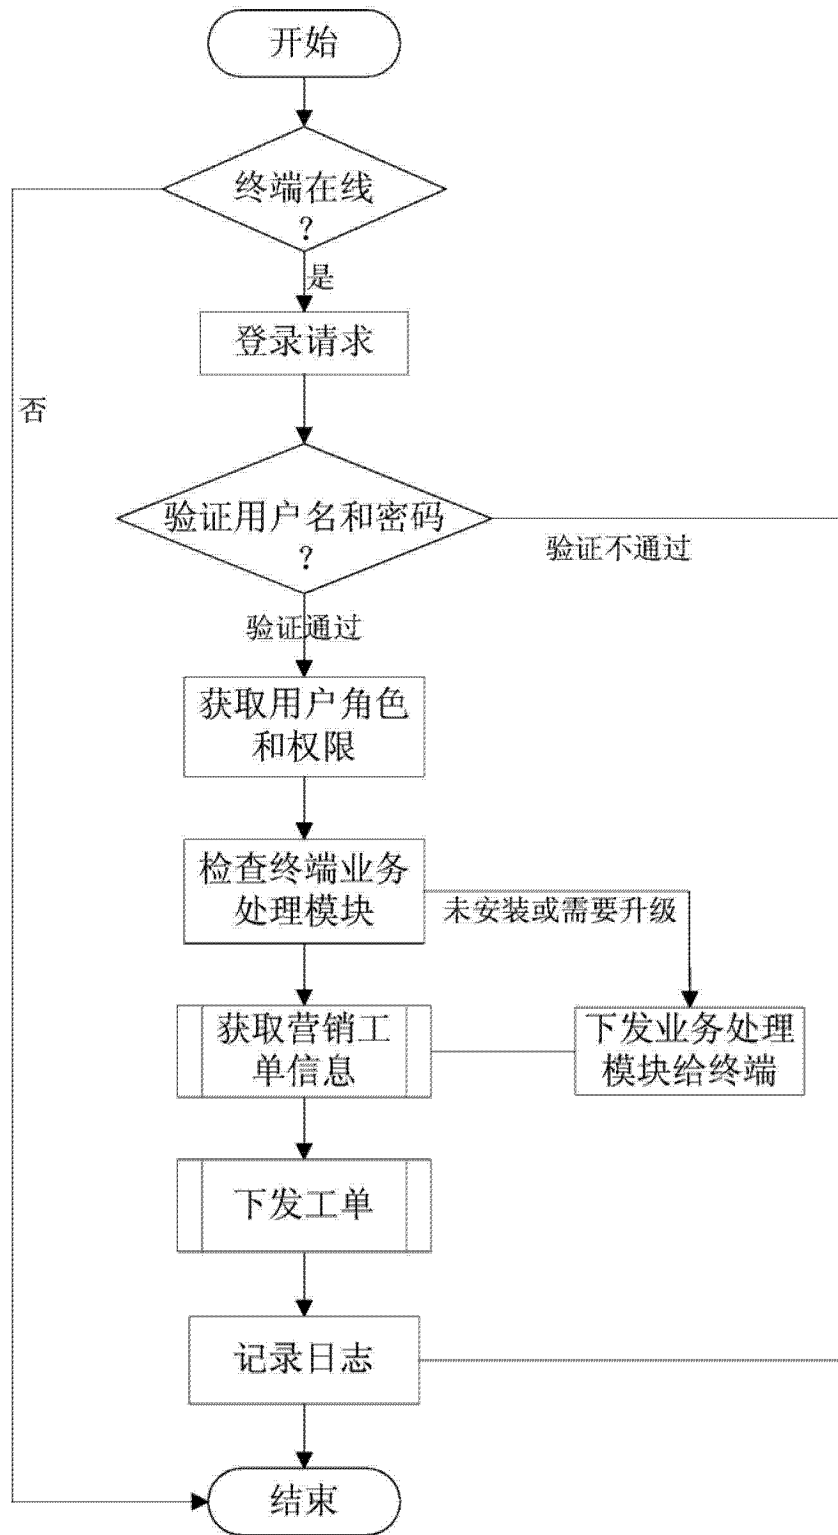 开始
终端在线
？
是
登录请求
否
验证用户名和密码
？
验证不通过
验证通过
获取用户角色
和权限
检查终端业务
处理模块
未安装或需要升级
获取营销工
单信息
下发业务处理
模块给终端
下发工单
记录日志
结束